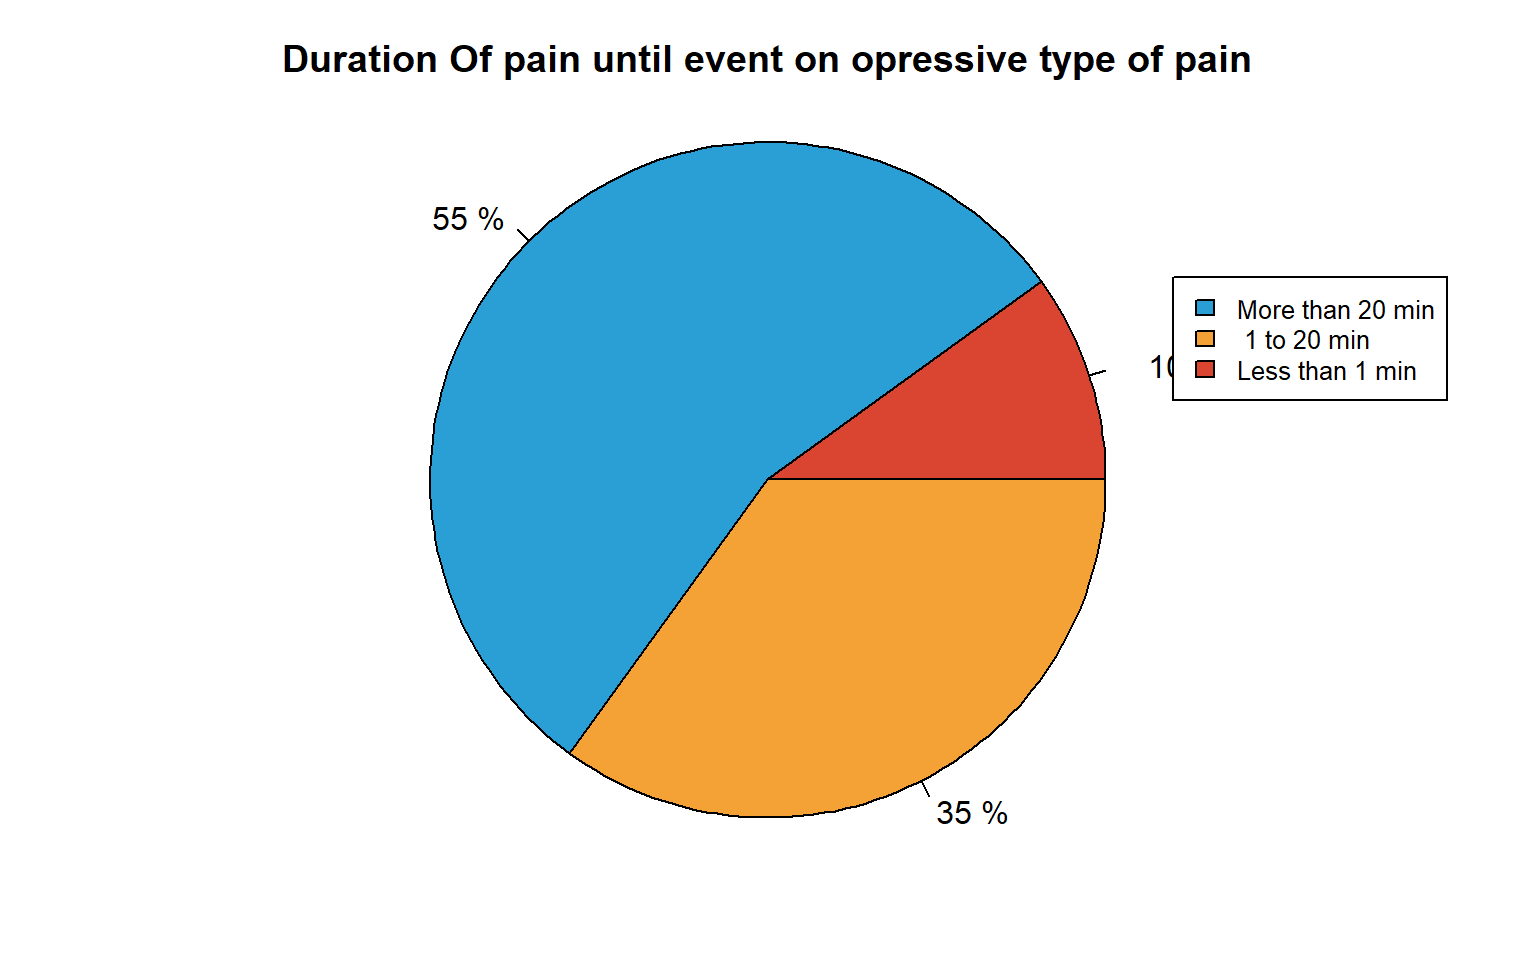 Duration Of pain until event on opressive type of pain
55 %
More than 20 min
1 to 20 min
Less than 1 min
35 %